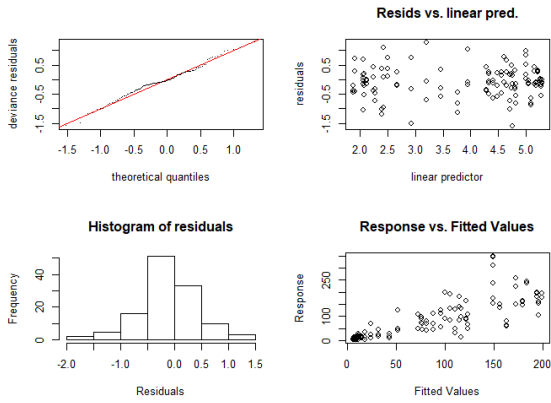 Resids vs. linear pred.
deviance residuals
-1.5 -0.5 0.5
-1.5 -1.0 -0.5 0.0 0.5 1.0
theoretical quantiles
residuals
-1.5 -0.5 0.5
2.0 2.5 3.0 3.5 4.0 4.5 5.0
linear predictor
Histogram of residuals
Frequency
0 20 40
-2.0 -1.0 0.0 0.5 1.0 1.5
Residuals
Response vs. Fitted Values
Response
0 100 250
0 50 100 150 200
Fitted Values